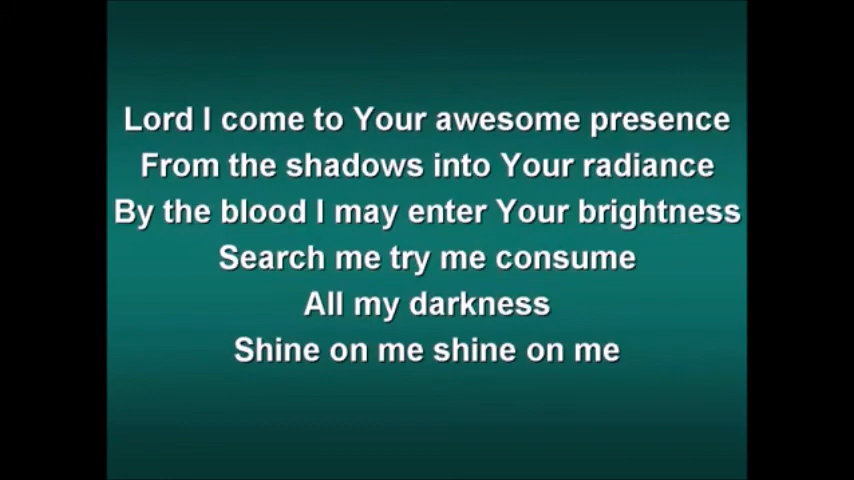 Lord I come to Your awesome presence
From the shadows into Your radiance
By the blood I may enter Your brightness
Search me try me consume
All my darkness
Shine on me shine on me